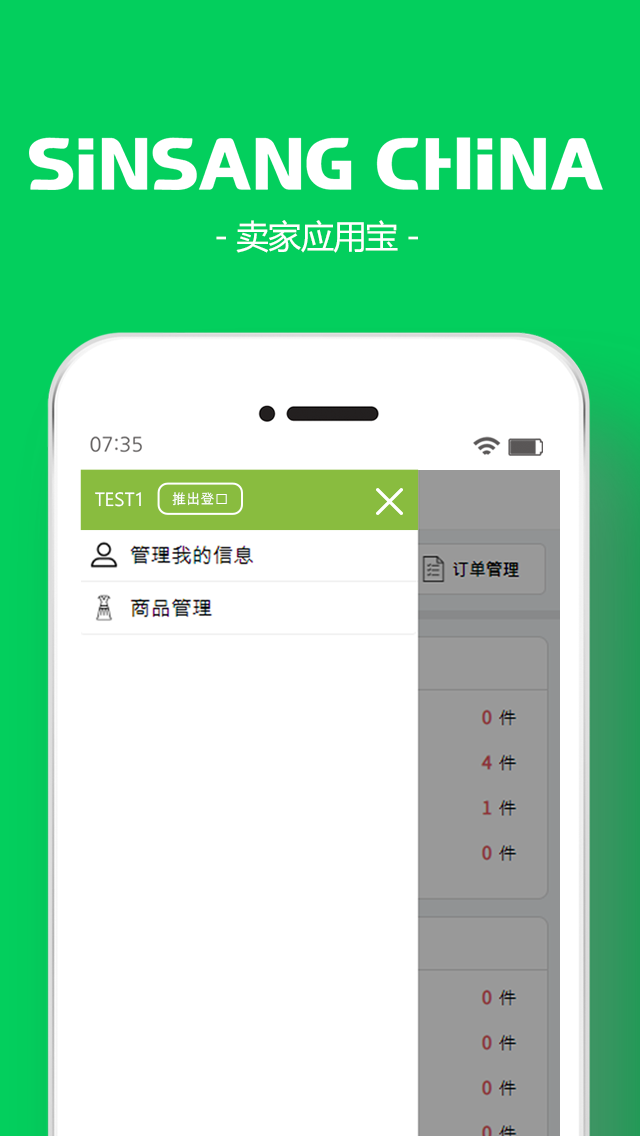 SiNSANG CHiNA
- 卖家应用宝 -
07:35
TEST1 推出登口
管理我的信息
订单管理
商品管理
0 件
4 件
1 件
0 件
0 件
0 件
0 件
0 件